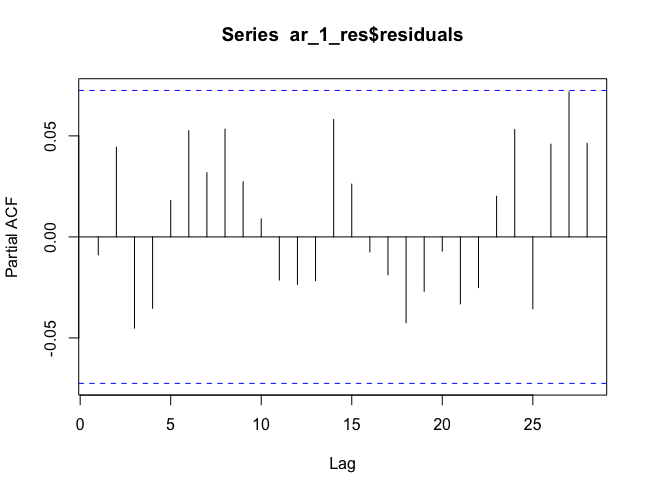 Series ar_1_res$residuals
Partial ACF
0.05
0.00
-0.05
0 5 10 15 20 25
Lag